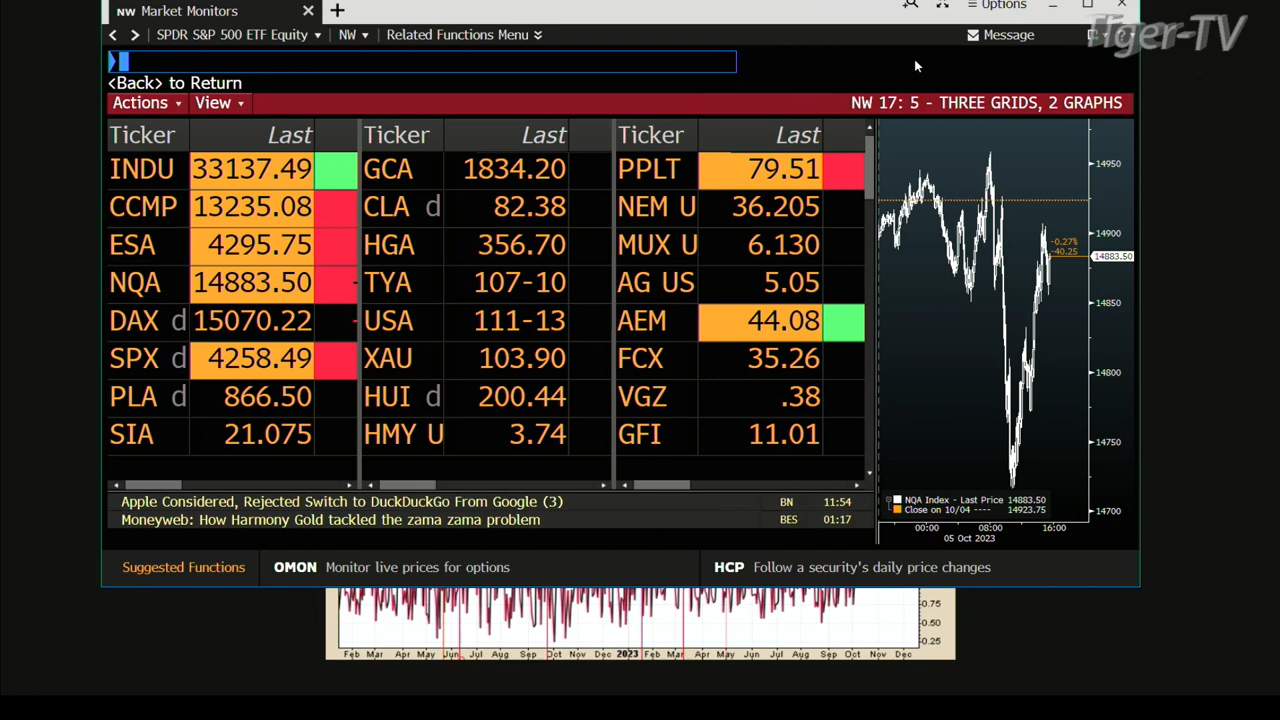 NW Market Monitors
Options
SPDR S&P 500 ETF Equity NW Related Functions Menu Message
Tiger-TV
<Back> to Return
Actions View NW 17: 5 - THREE GRIDS, 2 GRAPHS
Ticker Last Ticker Last Ticker Last
INDU 33137.49 GCA 1834.20 PPLT 79.51
CCMP 13235.08 CLA d 82.38 NEM U 36.205
ESA 4295.75 HGA 356.70 MUX U 6.130
NQA 14883.50 TYA 107-10 AG US 5.05
DAX d 15070.22 USA 111-13 AEM 44.08
SPX d 4258.49 XAU 103.90 FCX 35.26
PLA d 866.50 HUI d 200.44 VGZ .38
SIA 21.075 HMY U 3.74 GFI 11.01
14950
14900
-0.27%
-40.25
14883.50
14850
14800
14750
14700
NQA Index - Last Price 14883.50
Close on 10/04 ---- 14923.75
00:00 08:00 16:00
05 Oct 2023
Apple Considered, Rejected Switch to DuckDuckGo From Google (3) BN 11:54
Moneyweb: How Harmony Gold tackled the zama zama problem BES 01:17
Suggested Functions OMON Monitor live prices for options HCP Follow a security's daily price changes
0.75
0.50
0.25
Feb Mar Apr May Jun Jul Aug Sep Oct Nov Dec 2023 Feb Mar Apr May Jun Jul Aug Sep Oct Nov Dec